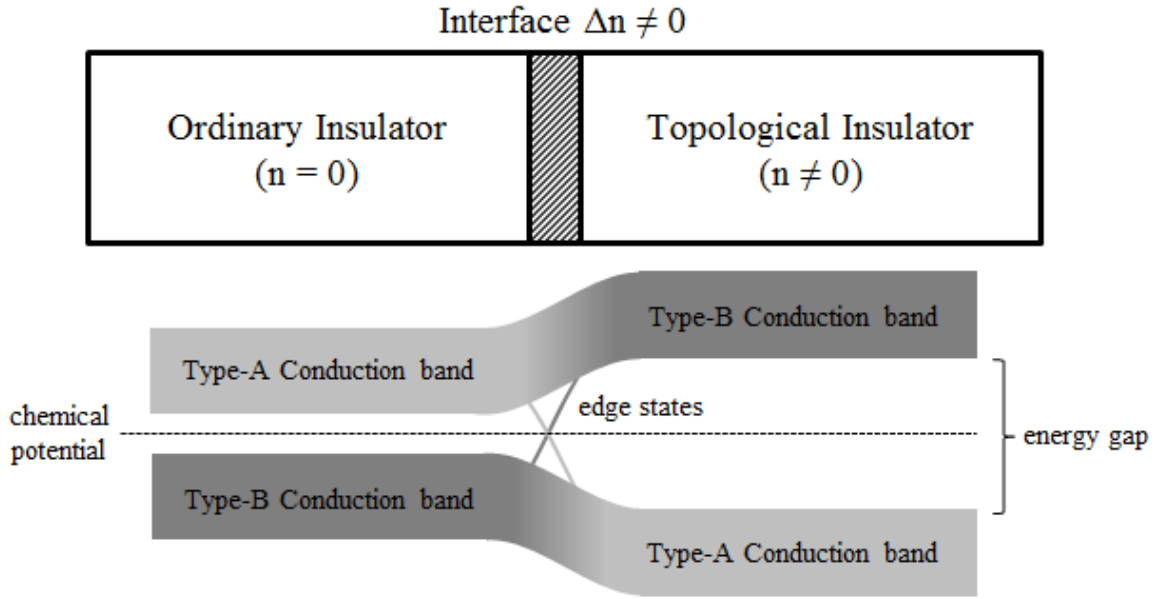 Interface Δn ≠ 0
Ordinary Insulator
(n = 0)
Topological Insulator
(n ≠ 0)
Type-B Conduction band
Type-A Conduction band
edge states
chemical
potential
energy gap
Type-B Conduction band
Type-A Conduction band